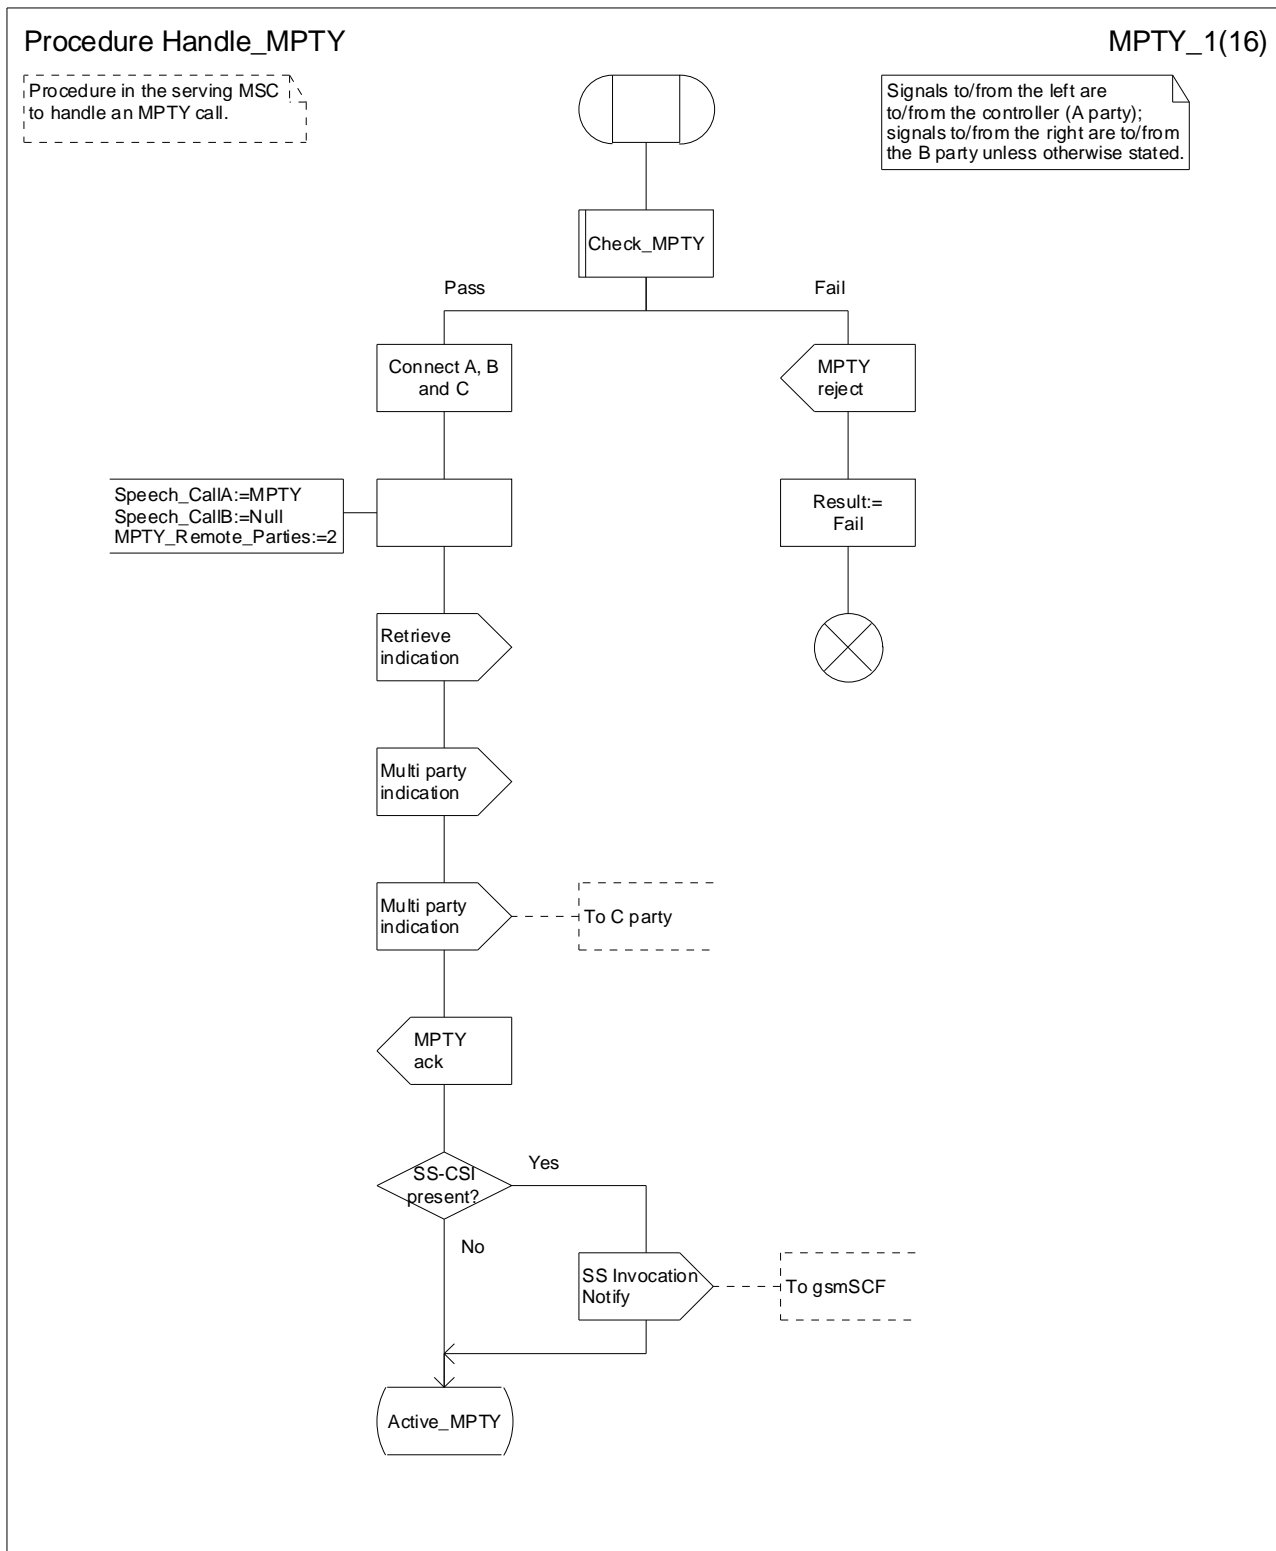 Procedure Handle_MPTY
MPTY_1(16)
Procedure in the serving MSC
to handle an MPTY call.
Signals to/from the left are
to/from the controller (A party);
signals to/from the right are to/from
the B party unless otherwise stated.
Check_MPTY
Pass
Fail
Connect A, B
and C
MPTY
reject
Speech_CallA:=MPTY
Speech_CallB:=Null
MPTY_Remote_Parties:=2
Result:=
Fail
Retrieve
indication
Multi party
indication
Multi party
indication
To C party
MPTY
ack
SS-CSI
present?
Yes
No
SS Invocation
Notify
To gsmSCF
Active_MPTY